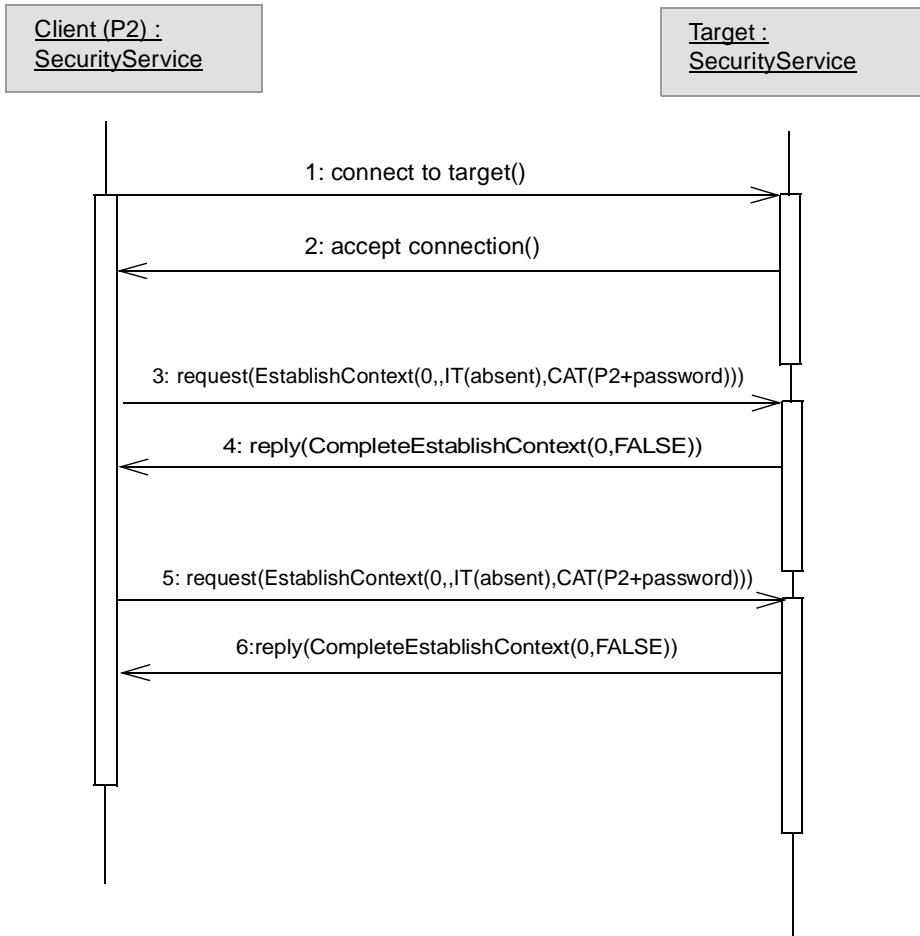 Client (P2) :
SecurityService
Target :
SecurityService
1: connect to target()
2: accept connection()
3: request(EstablishContext(0,,IT(absent),CAT(P2+password)))
4: reply(CompleteEstablishContext(0,FALSE))
5: request(EstablishContext(0,,IT(absent),CAT(P2+password)))
6:reply(CompleteEstablishContext(0,FALSE))